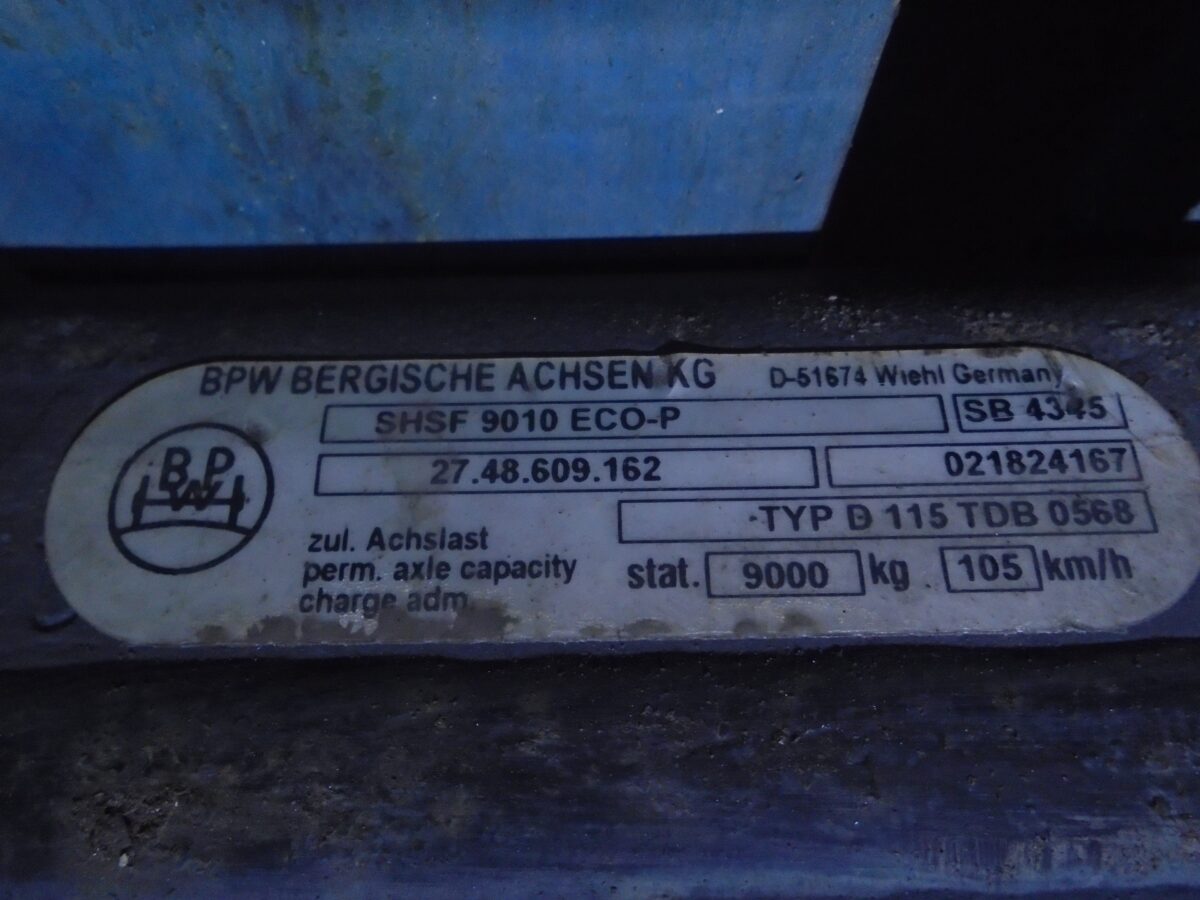 BPW BERGISCHE ACHSEN KG D-51674 Wiehl Germany
SHSF 9010 ECO-P SB 4345
BPW
27.48.609.162 021824167
TYP D 115 TDB 0568
zul. Achslast
perm. axle capacity stat. 9000 kg 105 km/h
charge adm.